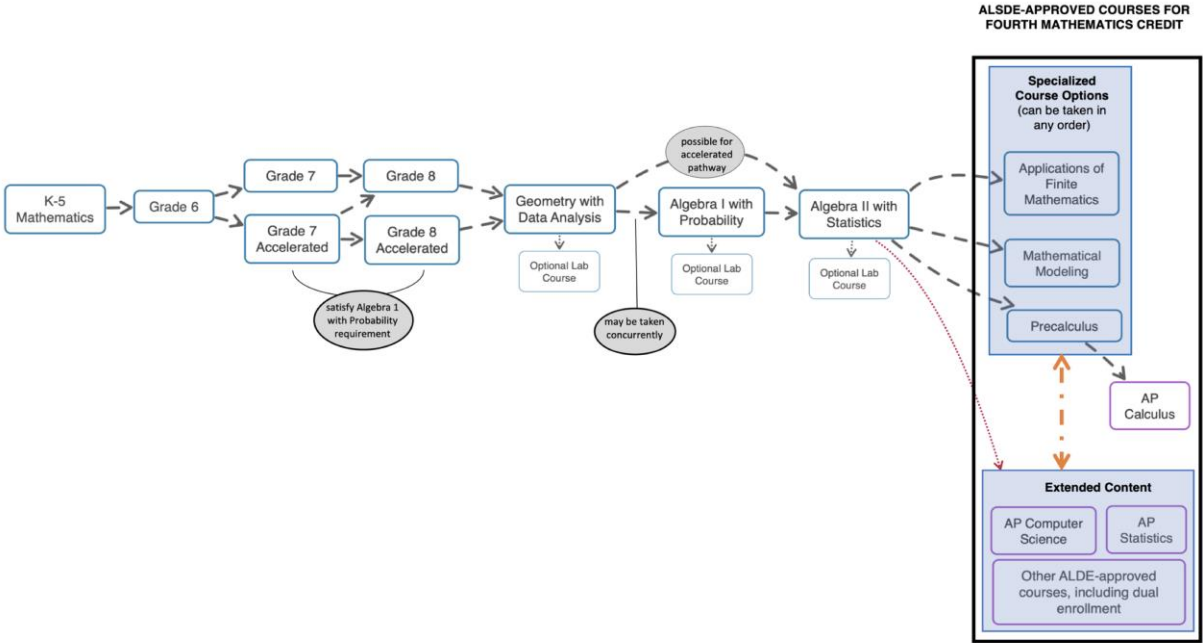 ALSDE-APPROVED COURSES FOR
FOURTH MATHEMATICS CREDIT
K-5
Mathematics
Grade 6
Grade 7
Grade 7
Accelerated
Grade 8
Grade 8
Accelerated
satisfy Algebra 1
with Probability
requirement
Geometry with
Data Analysis
Optional Lab
Course
may be taken
concurrently
possible for
accelerated
pathway
Algebra I with
Probability
Optional Lab
Course
Algebra II with
Statistics
Optional Lab
Course
Specialized
Course Options
(can be taken in
any order)
Applications of
Finite
Mathematics
Mathematical
Modeling
Precalculus
AP
Calculus
Extended Content
AP Computer
Science
AP
Statistics
Other ALDE-approved
courses, including dual
enrollment